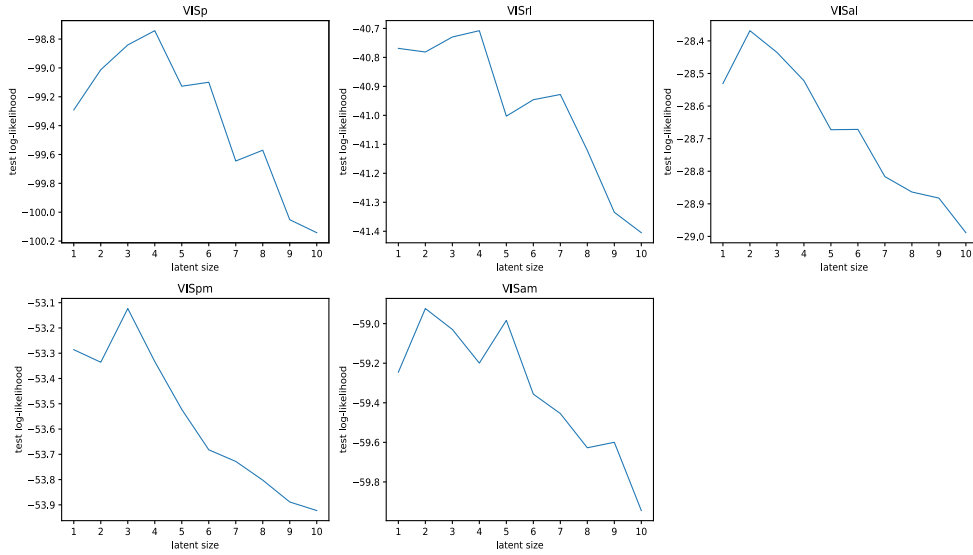 VISp
test log-likelihood
−98.8
−99.0
−99.2
−99.4
−99.6
−99.8
−100.0
−100.2
1 2 3 4 5 6 7 8 9 10
latent size
VISrl
test log-likelihood
−40.7
−40.8
−40.9
−41.0
−41.1
−41.2
−41.3
−41.4
1 2 3 4 5 6 7 8 9 10
latent size
VISal
test log-likelihood
−28.4
−28.5
−28.6
−28.7
−28.8
−28.9
−29.0
1 2 3 4 5 6 7 8 9 10
latent size
VISpm
test log-likelihood
−53.1
−53.2
−53.3
−53.4
−53.5
−53.6
−53.7
−53.8
−53.9
1 2 3 4 5 6 7 8 9 10
latent size
VISam
test log-likelihood
−59.0
−59.2
−59.4
−59.6
−59.8
1 2 3 4 5 6 7 8 9 10
latent size